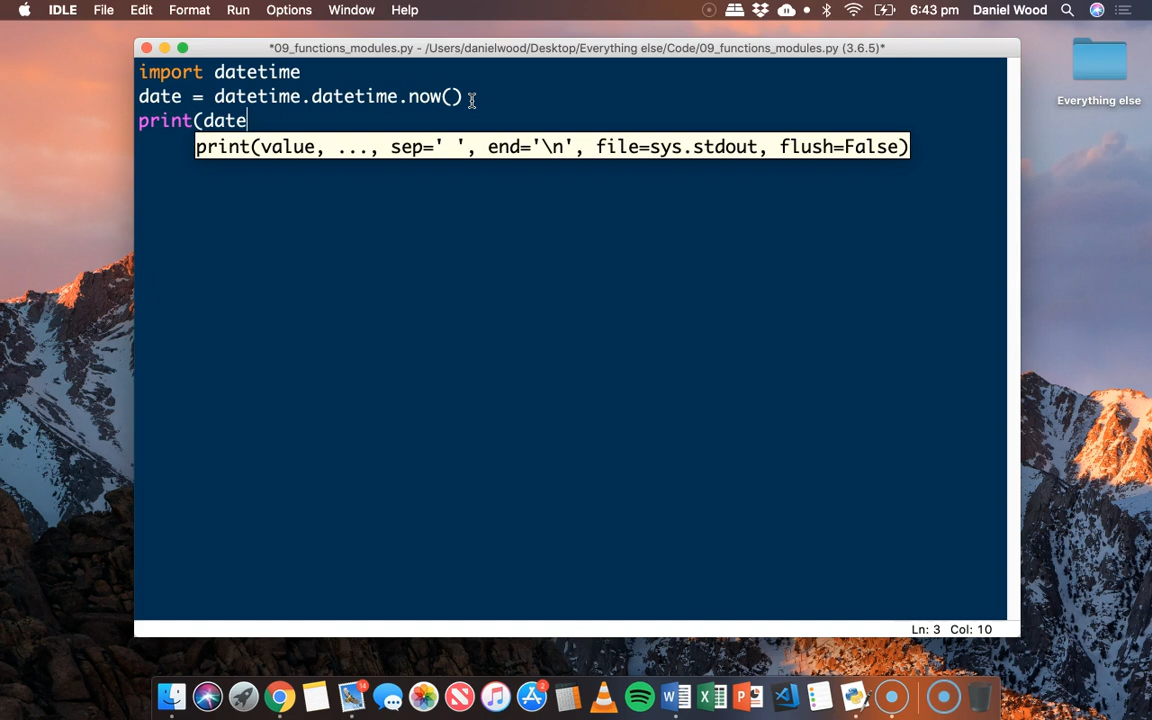 IDLE File Edit Format Run Options Window Help 6:43 pm Daniel Wood
*09_functions_modules.py - /Users/danielwood/Desktop/Everything else/Code/09_functions_modules.py (3.6.5)*
import datetime
date = datetime.datetime.now()
print(date
print(value, ..., sep=' ', end='\n', file=sys.stdout, flush=False)
Everything else
Ln: 3 Col: 10